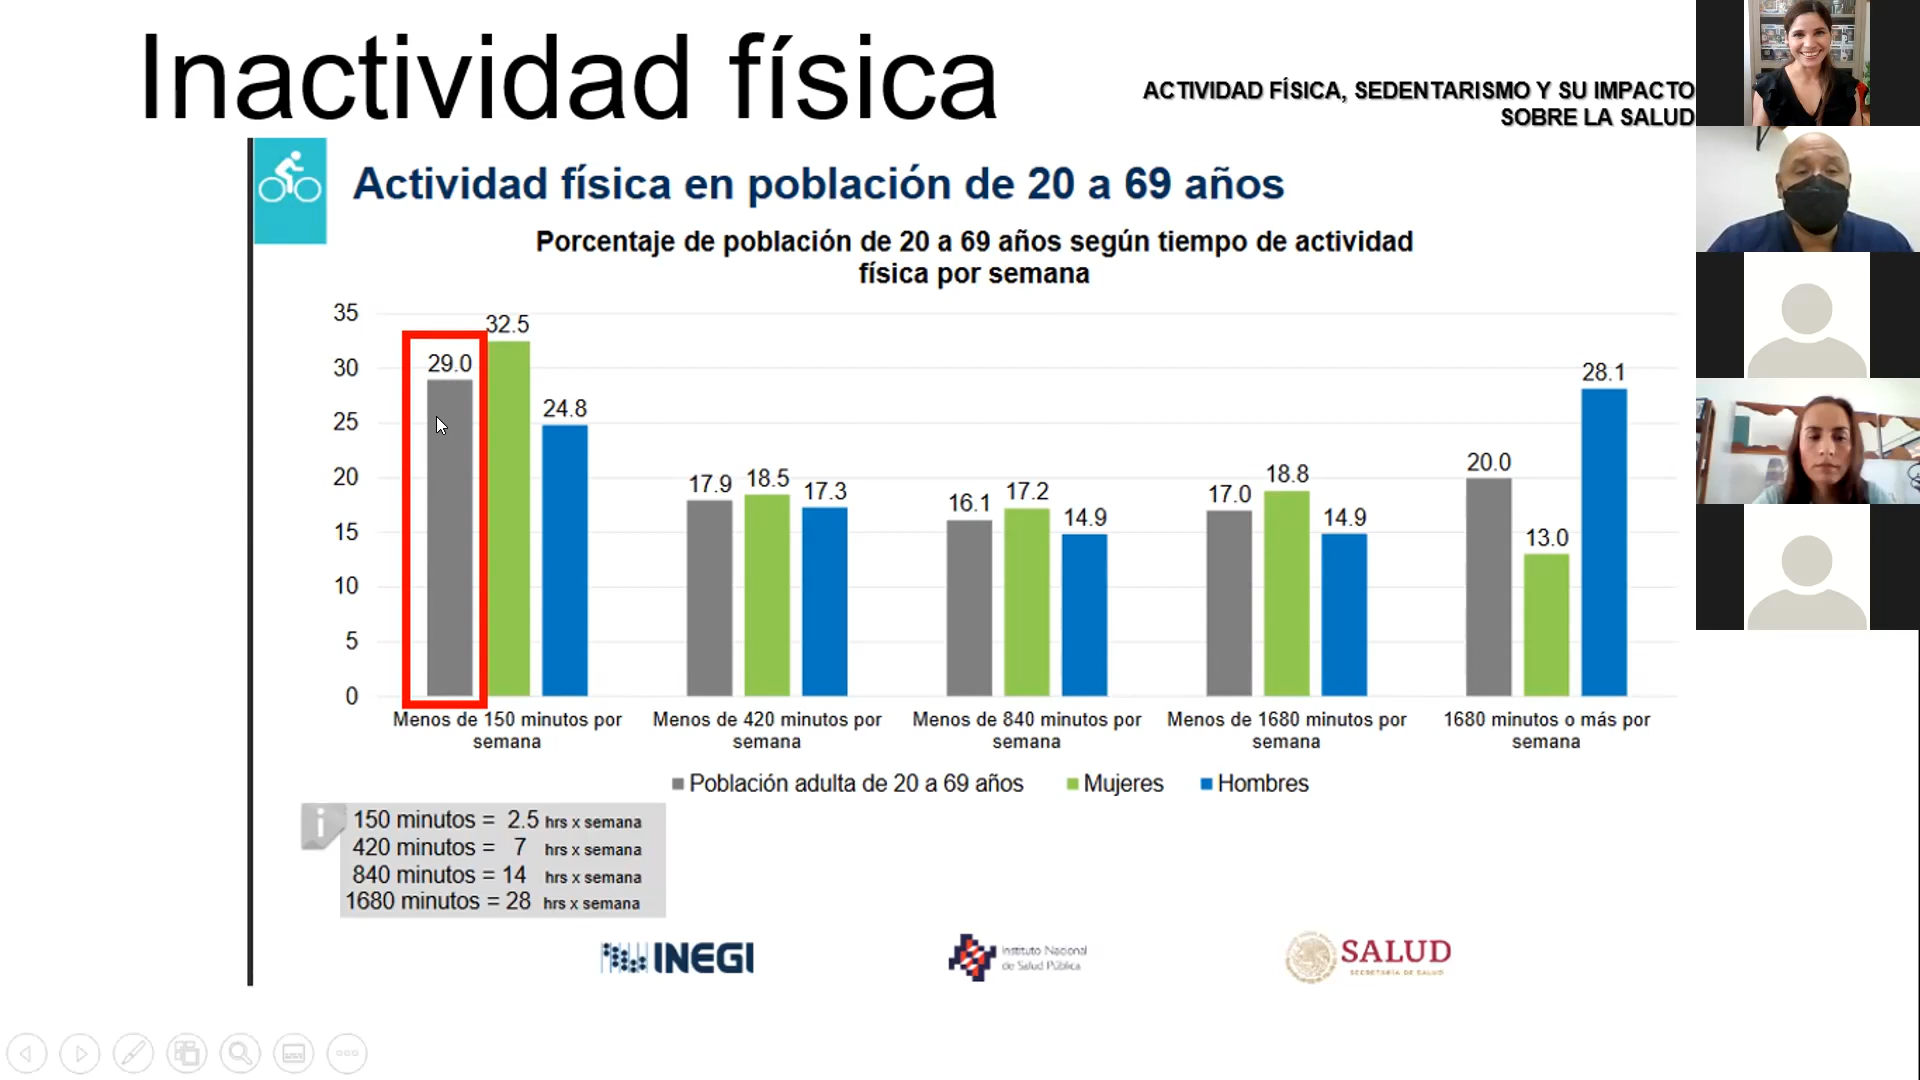 Inactividad física
ACTIVIDAD FÍSICA, SEDENTARISMO Y SU IMPACTO
SOBRE LA SALUD
Actividad física en población de 20 a 69 años
Porcentaje de población de 20 a 69 años según tiempo de actividad
física por semana
35
30
25
20
15
10
5
0
29.0
32.5
24.8
17.9
18.5
17.3
16.1
17.2
14.9
17.0
18.8
14.9
20.0
13.0
28.1
Menos de 150 minutos por
semana
Menos de 420 minutos por
semana
Menos de 840 minutos por
semana
Menos de 1680 minutos por
semana
1680 minutos o más por
semana
Población adulta de 20 a 69 años
Mujeres
Hombres
i
150 minutos = 2.5 hrs x semana
420 minutos = 7 hrs x semana
840 minutos = 14 hrs x semana
1680 minutos = 28 hrs x semana
INEGI
Instituto Nacional
de Salud Pública
SALUD
SECRETARÍA DE SALUD